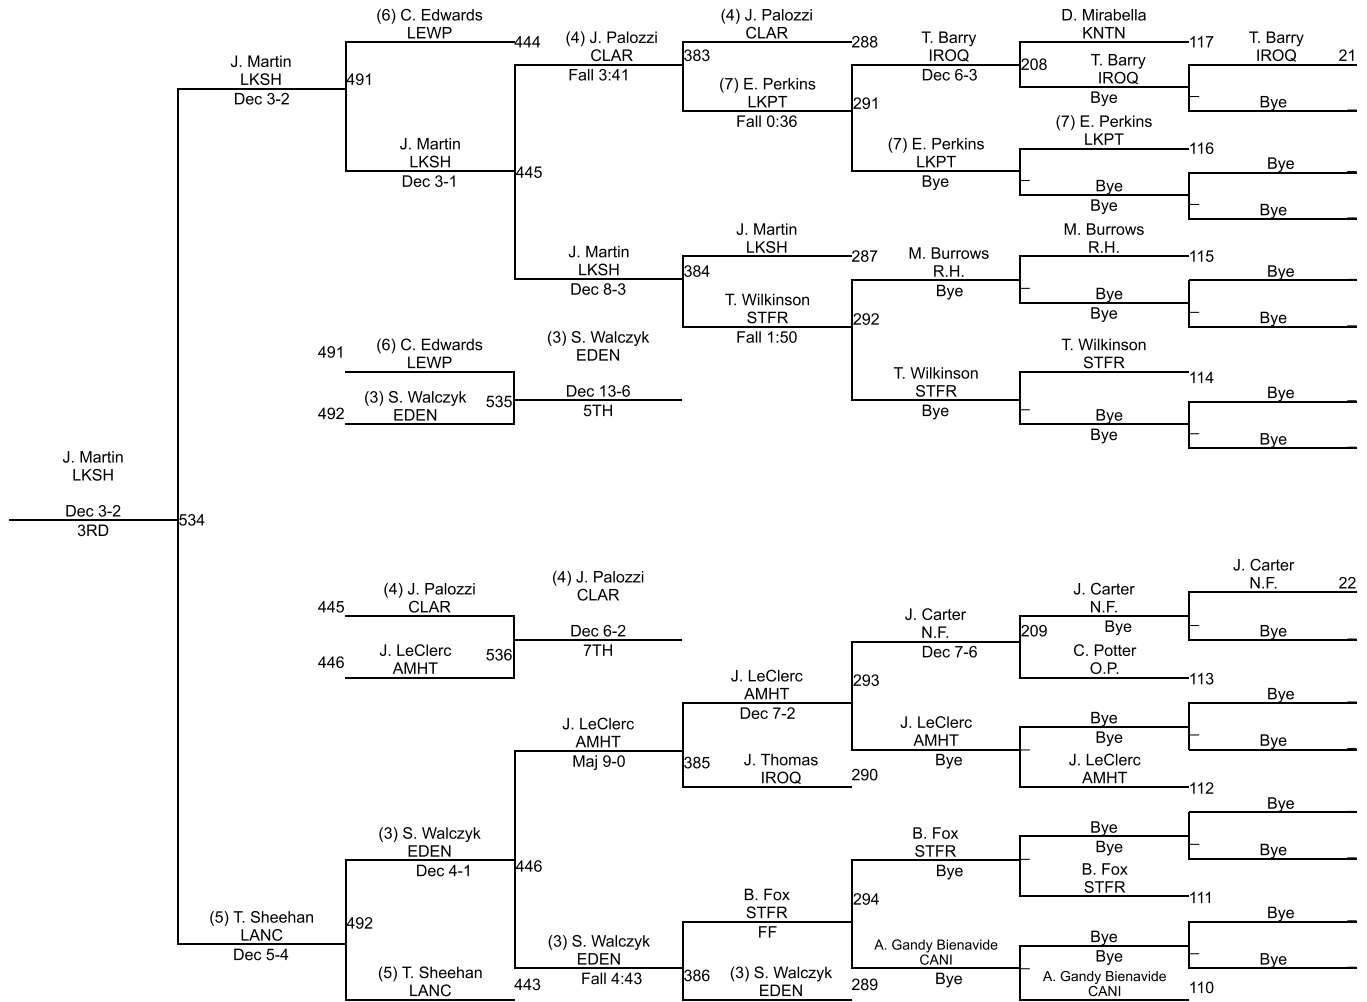 (6) C. Edwards
LEWP
444
(4) J. Palozzi
CLAR
Fall 3:41
(4) J. Palozzi
CLAR
288
383
(7) E. Perkins
LKPT
Fall 0:36
T. Barry
IROQ
Dec 6-3
D. Mirabella
KNTN
117
208
T. Barry
IROQ
Bye
T. Barry
IROQ
21
Bye
J. Martin
LKSH
Dec 3-2
491
291
(7) E. Perkins
LKPT
116
J. Martin
LKSH
Dec 3-1
445
(7) E. Perkins
LKPT
Bye
Bye
Bye
Bye
Bye
J. Martin
LKSH
Dec 8-3
J. Martin
LKSH
287
384
T. Wilkinson
STFR
Fall 1:50
M. Burrows
R.H.
Bye
M. Burrows
R.H.
115
Bye
Bye
Bye
Bye
292
491
(6) C. Edwards
LEWP
(3) S. Walczyk
EDEN
492
(3) S. Walczyk
EDEN
535
Dec 13-6
5TH
T. Wilkinson
STFR
Bye
T. Wilkinson
STFR
114
Bye
Bye
Bye
Bye
J. Martin
LKSH
Dec 3-2
3RD
534
445
(4) J. Palozzi
CLAR
(4) J. Palozzi
CLAR
446
J. LeClerc
AMHT
536
Dec 6-2
7TH
J. Carter
N.F.
Dec 7-6
J. Carter
N.F.
Bye
209
C. Potter
O.P.
113
J. Carter
N.F.
22
Bye
J. LeClerc
AMHT
Dec 7-2
293
J. LeClerc
AMHT
Maj 9-0
385
J. Thomas
IROQ
290
J. LeClerc
AMHT
Bye
Bye
Bye
J. LeClerc
AMHT
112
Bye
Bye
(3) S. Walczyk
EDEN
Dec 4-1
446
B. Fox
STFR
Bye
Bye
Bye
B. Fox
STFR
111
Bye
Bye
(5) T. Sheehan
LANC
Dec 5-4
492
B. Fox
STFR
FF
294
(5) T. Sheehan
LANC
443
(3) S. Walczyk
EDEN
Fall 4:43
386
(3) S. Walczyk
EDEN
289
A. Gandy Bienavide
CANI
Bye
Bye
Bye
A. Gandy Bienavide
CANI
110
Bye
Bye